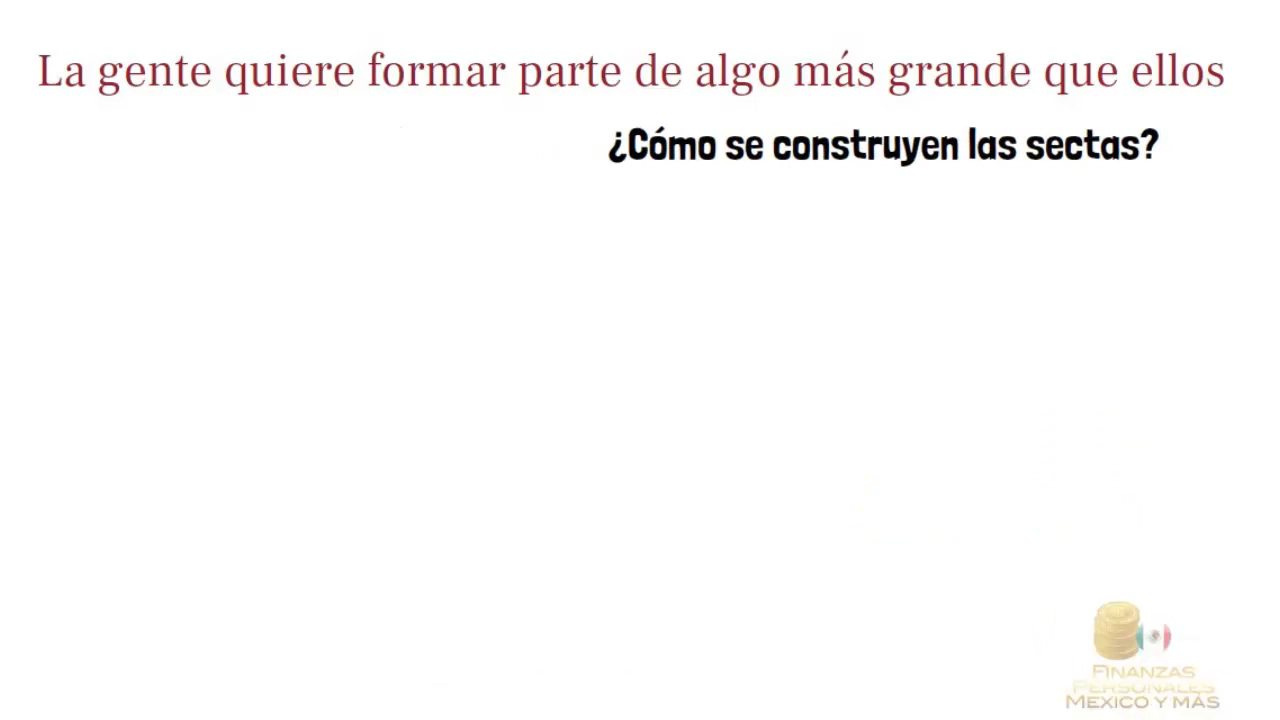 La gente quiere formar parte de algo más grande que ellos
¿Cómo se construyen las sectas?
FINANZAS
PERSONALES
MEXICO Y MÁS